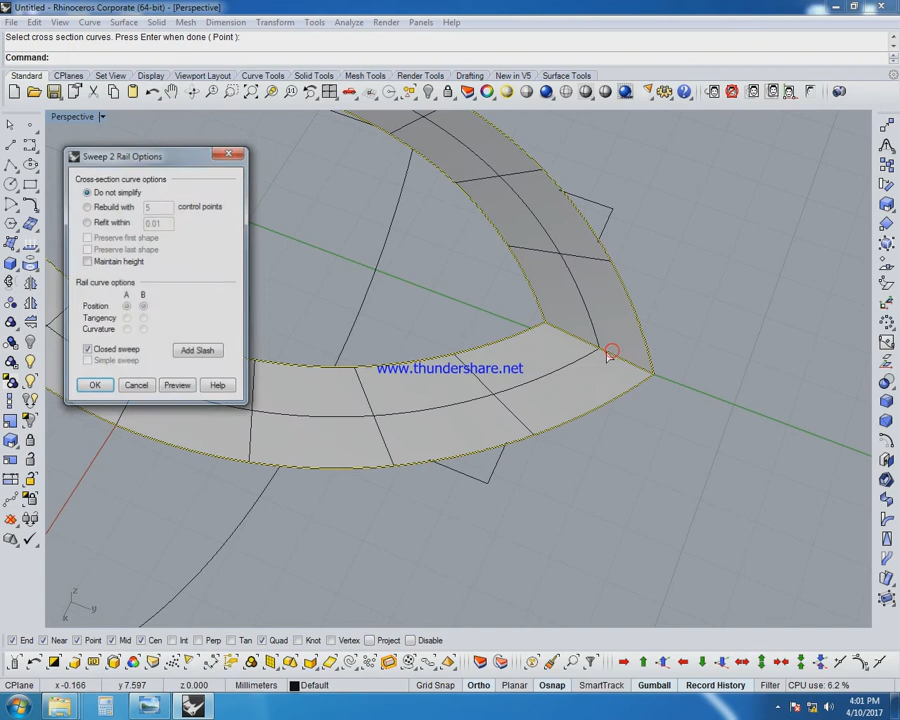 Untitled - Rhinoceros Corporate (64-bit) - [Perspective]
File Edit View Curve Surface Solid Mesh Dimension Transform Tools Analyze Render Panels Help
Select cross section curves. Press Enter when done ( Point ):
Command:
Standard CPlanes Set View Display Viewport Layout Curve Tools Solid Tools Mesh Tools Render Tools Drafting New in V5 Surface Tools
Perspective
Sweep 2 Rail Options
Cross-section curve options
Do not simplify
Rebuild with 5 control points
Refit within 0.01
Preserve first shape
Preserve last shape
Maintain height
Rail curve options
A B
Position
Tangency
Curvature
Closed sweep Add Slash
Simple sweep
OK Cancel Preview Help
www.thundershare.net
z
y
x
End Near Point Mid Cen Int Perp Tan Quad Knot Vertex Project Disable
CPlane x -0.166 y 7.597 z 0.000 Millimeters Default Grid Snap Ortho Planar Osnap SmartTrack Gumball Record History Filter CPU use: 6.2 %
4:01 PM
4/10/2017